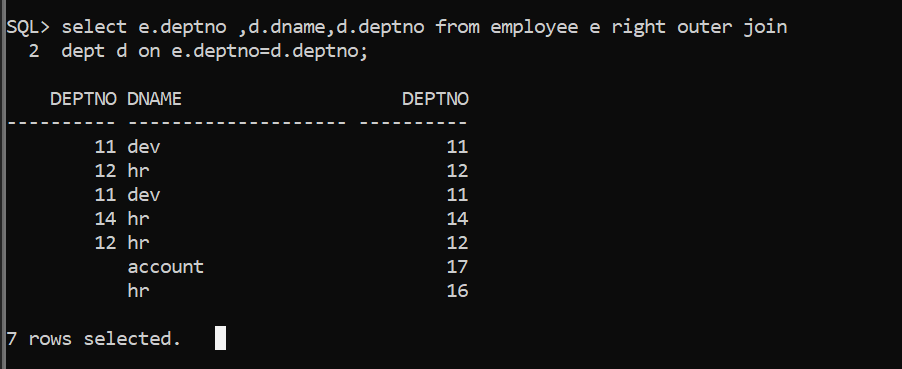 SQL> select e.deptno ,d.dname,d.deptno from employee e right outer join
  2  dept d on e.deptno=d.deptno;

    DEPTNO DNAME                    DEPTNO
---------- -------------------- ----------
        11 dev                          11
        12 hr                           12
        11 dev                          11
        14 hr                           14
        12 hr                           12
           account                      17
           hr                           16

7 rows selected.